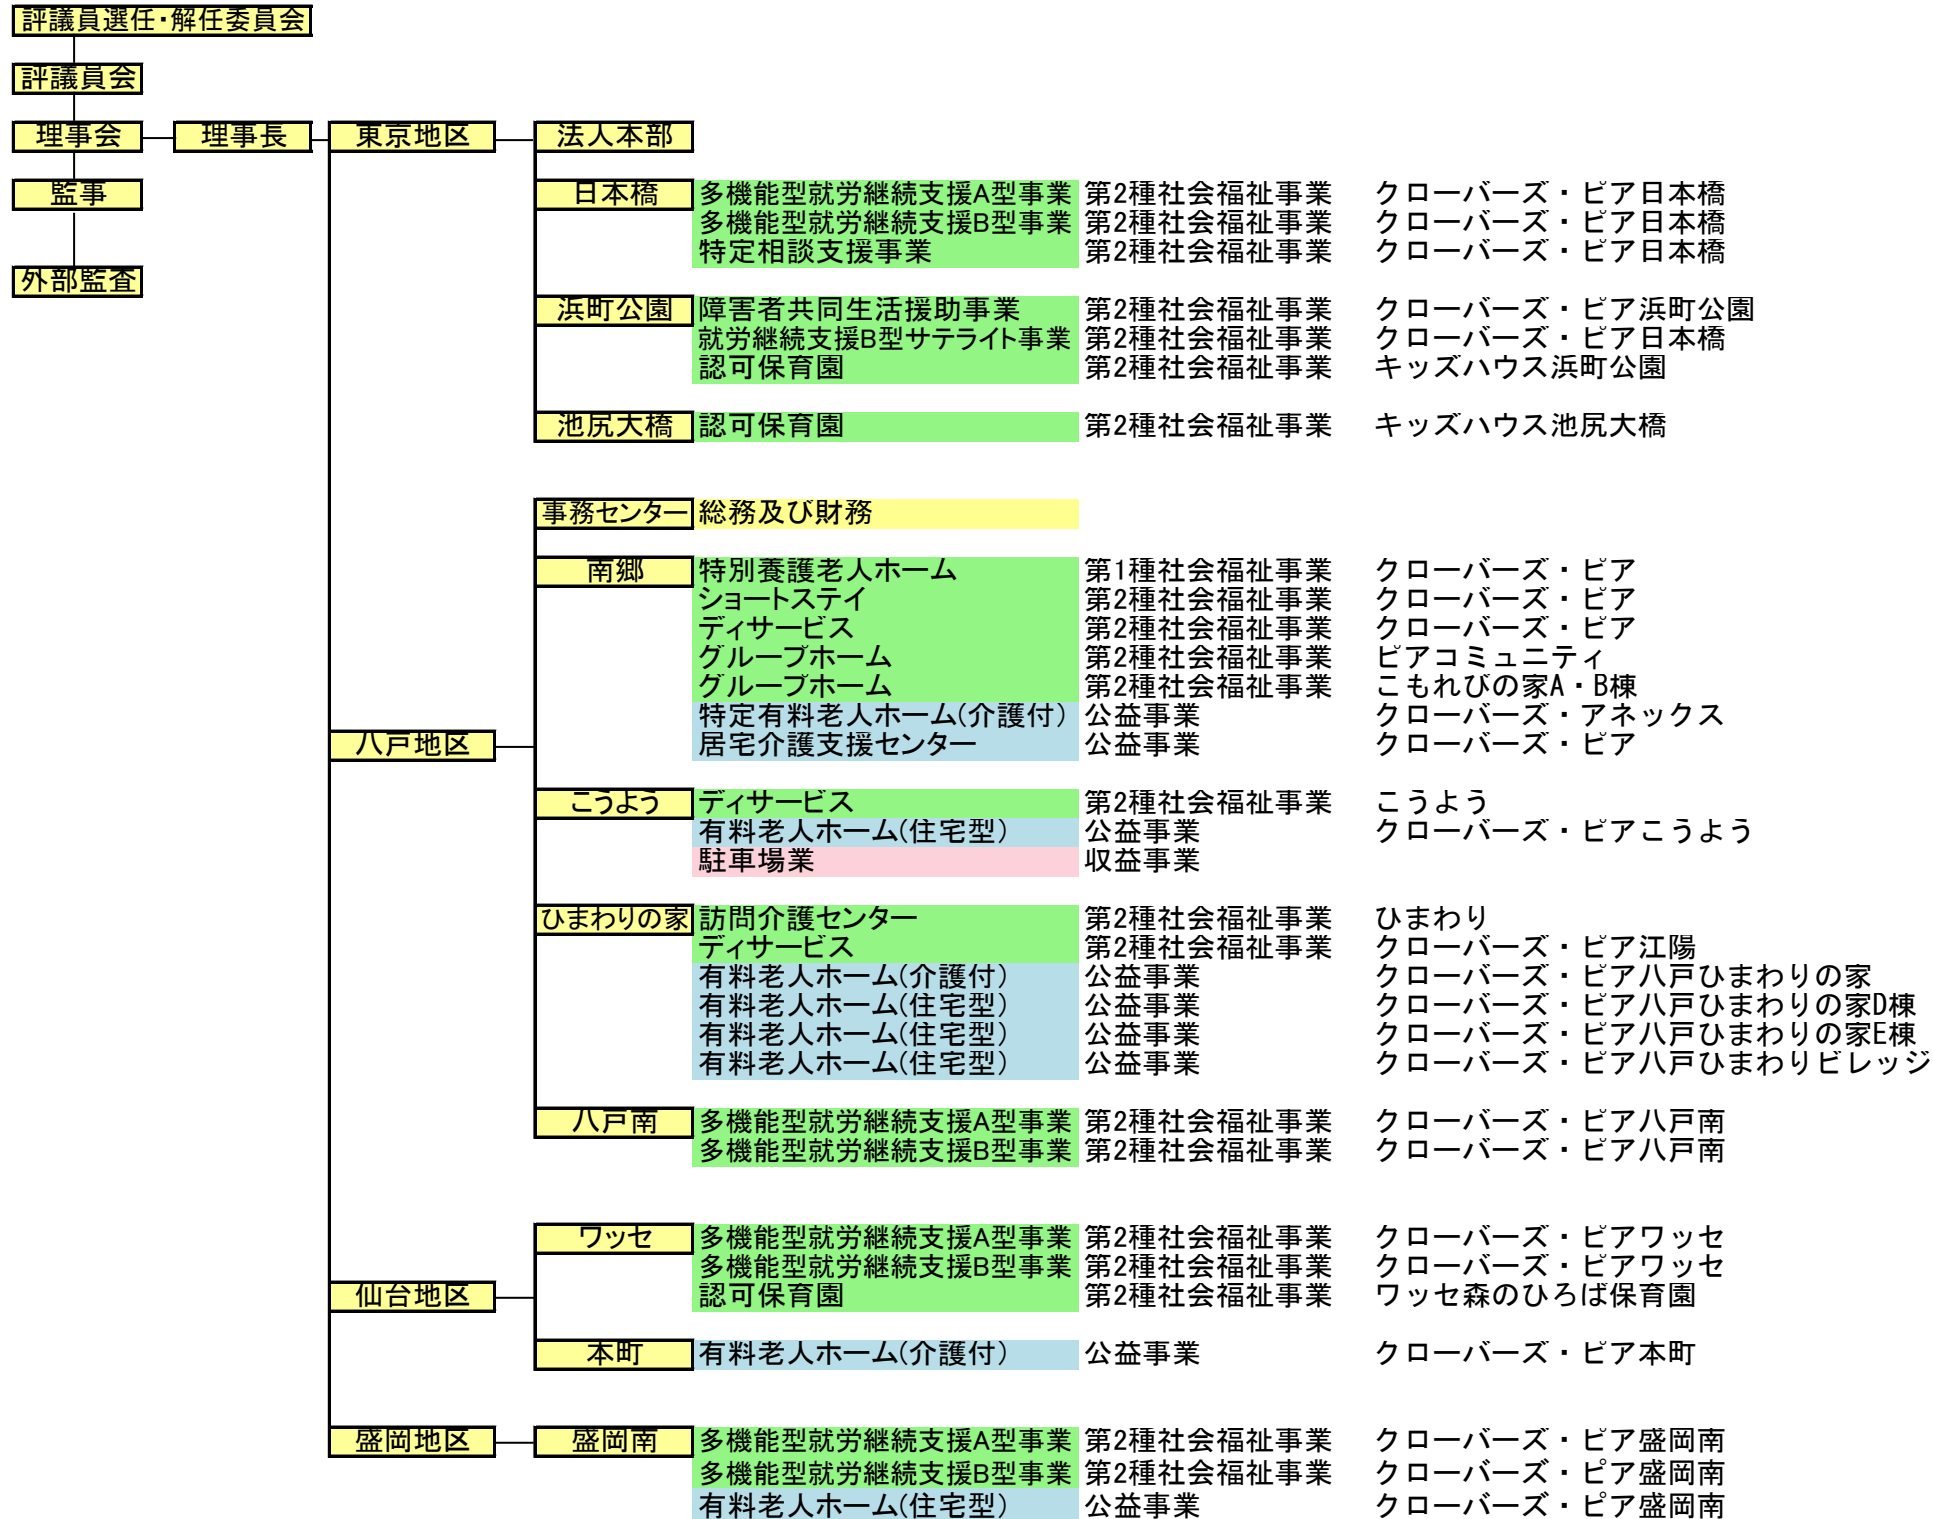 評議員選任・解任委員会
評議員会
理事会 理事長 東京地区 法人本部
監事 日本橋 多機能型就労継続支援A型事業 第2種社会福祉事業 クローバーズ・ピア日本橋
多機能型就労継続支援B型事業 第2種社会福祉事業 クローバーズ・ピア日本橋
特定相談支援事業 第2種社会福祉事業 クローバーズ・ピア日本橋
外部監査
浜町公園 障害者共同生活援助事業 第2種社会福祉事業 クローバーズ・ピア浜町公園
就労継続支援B型サテライト事業 第2種社会福祉事業 クローバーズ・ピア日本橋
認可保育園 第2種社会福祉事業 キッズハウス浜町公園
池尻大橋 認可保育園 第2種社会福祉事業 キッズハウス池尻大橋
事務センター 総務及び財務
南郷 特別養護老人ホーム 第1種社会福祉事業 クローバーズ・ピア
ショートステイ 第2種社会福祉事業 クローバーズ・ピア
ディサービス 第2種社会福祉事業 クローバーズ・ピア
グループホーム 第2種社会福祉事業 ピアコミュニティ
グループホーム 第2種社会福祉事業 こもれびの家A・B棟
特定有料老人ホーム(介護付) 公益事業 クローバーズ・アネックス
八戸地区 居宅介護支援センター 公益事業 クローバーズ・ピア
こうよう ディサービス 第2種社会福祉事業 こうよう
有料老人ホーム(住宅型) 公益事業 クローバーズ・ピアこうよう
駐車場業 収益事業
ひまわりの家 訪問介護センター 第2種社会福祉事業 ひまわり
ディサービス 第2種社会福祉事業 クローバーズ・ピア江陽
有料老人ホーム(介護付) 公益事業 クローバーズ・ピア八戸ひまわりの家
有料老人ホーム(住宅型) 公益事業 クローバーズ・ピア八戸ひまわりの家D棟
有料老人ホーム(住宅型) 公益事業 クローバーズ・ピア八戸ひまわりの家E棟
有料老人ホーム(住宅型) 公益事業 クローバーズ・ピア八戸ひまわりビレッジ
八戸南 多機能型就労継続支援A型事業 第2種社会福祉事業 クローバーズ・ピア八戸南
多機能型就労継続支援B型事業 第2種社会福祉事業 クローバーズ・ピア八戸南
ワッセ 多機能型就労継続支援A型事業 第2種社会福祉事業 クローバーズ・ピアワッセ
多機能型就労継続支援B型事業 第2種社会福祉事業 クローバーズ・ピアワッセ
仙台地区 認可保育園 第2種社会福祉事業 ワッセ森のひろば保育園
本町 有料老人ホーム(介護付) 公益事業 クローバーズ・ピア本町
盛岡地区 盛岡南 多機能型就労継続支援A型事業 第2種社会福祉事業 クローバーズ・ピア盛岡南
多機能型就労継続支援B型事業 第2種社会福祉事業 クローバーズ・ピア盛岡南
有料老人ホーム(住宅型) 公益事業 クローバーズ・ピア盛岡南